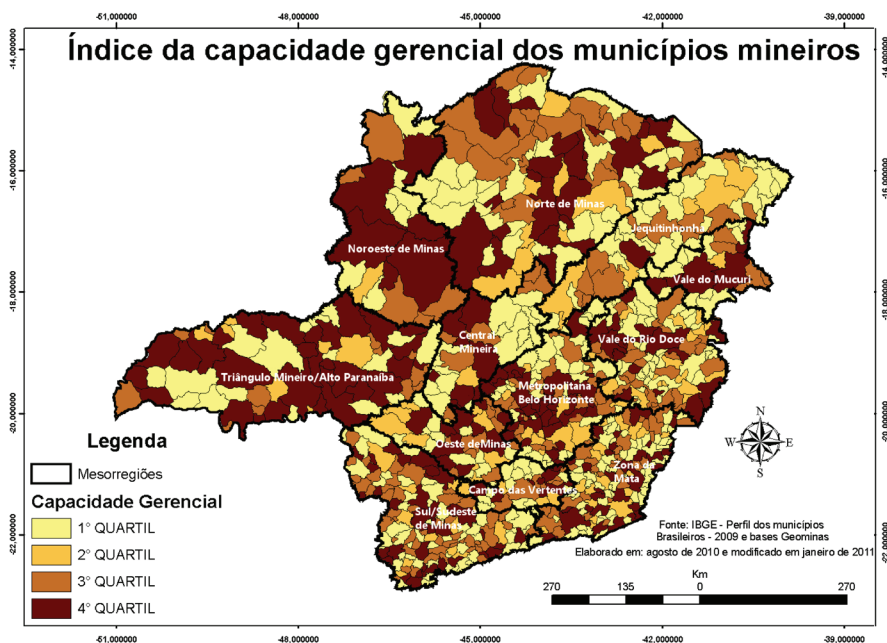 -51,000000 -48,000000 -45,000000 -42,000000 -39,000000
Índice da capacidade gerencial dos municípios mineiros
-14,000000 -14,000000
-16,000000 -16,000000
Norte de Minas
Jequitinhonha
Noroeste de Minas
Vale do Mucuri
-18,000000 -18,000000
Central
Mineira
Vale do Rio Doce
Triângulo Mineiro/Alto Paranaíba
Metropolitana
Belo Horizonte
-20,000000 -20,000000
N
W E
S
Oeste deMinas
Zona da
Mata
Campo das Vertentes
Sul/Sudeste
de Minas
Legenda
Mesorregiões
Capacidade Gerencial
1° QUARTIL
2° QUARTIL
3° QUARTIL
4° QUARTIL
-22,000000 -22,000000
Fonte: IBGE - Perfil dos municípios
Brasileiros - 2009 e bases Geominas
Elaborado em: agosto de 2010 e modificado em janeiro de 2011
Km
270 135 0 270
-51,000000 -48,000000 -45,000000 -42,000000 -39,000000